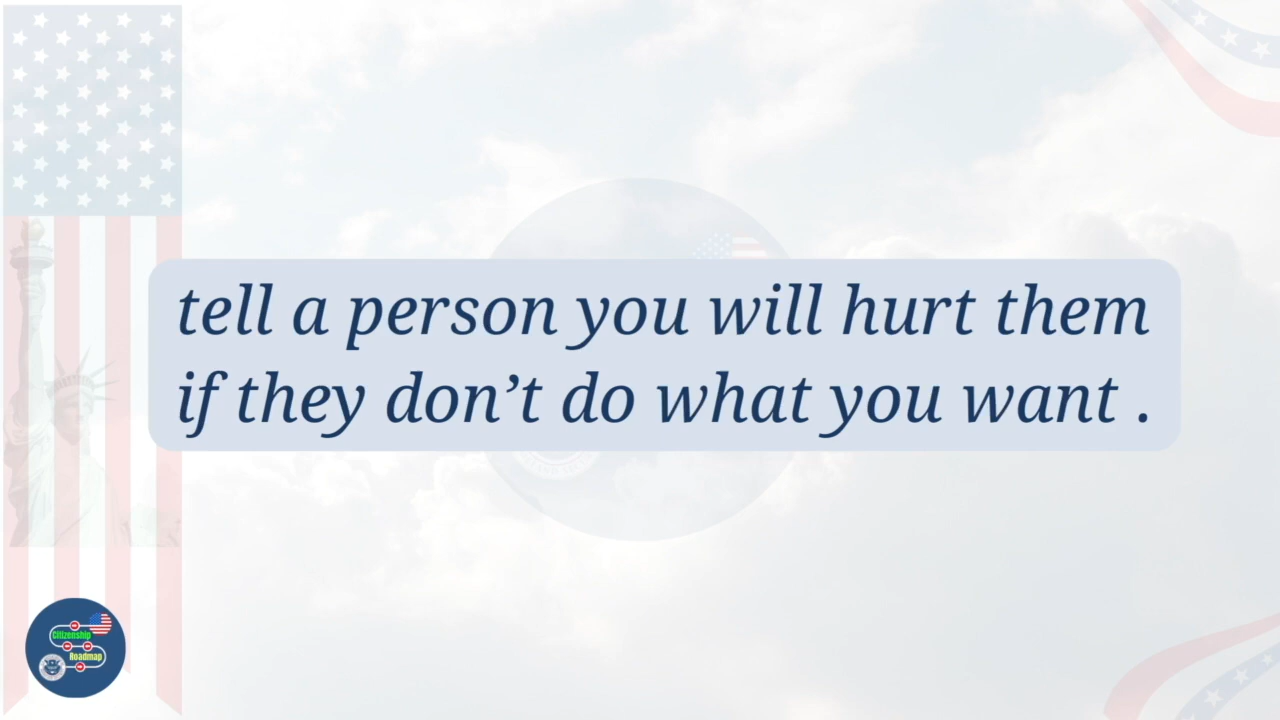 tell a person you will hurt them
if they don’t do what you want .
Citizenship
Roadmap